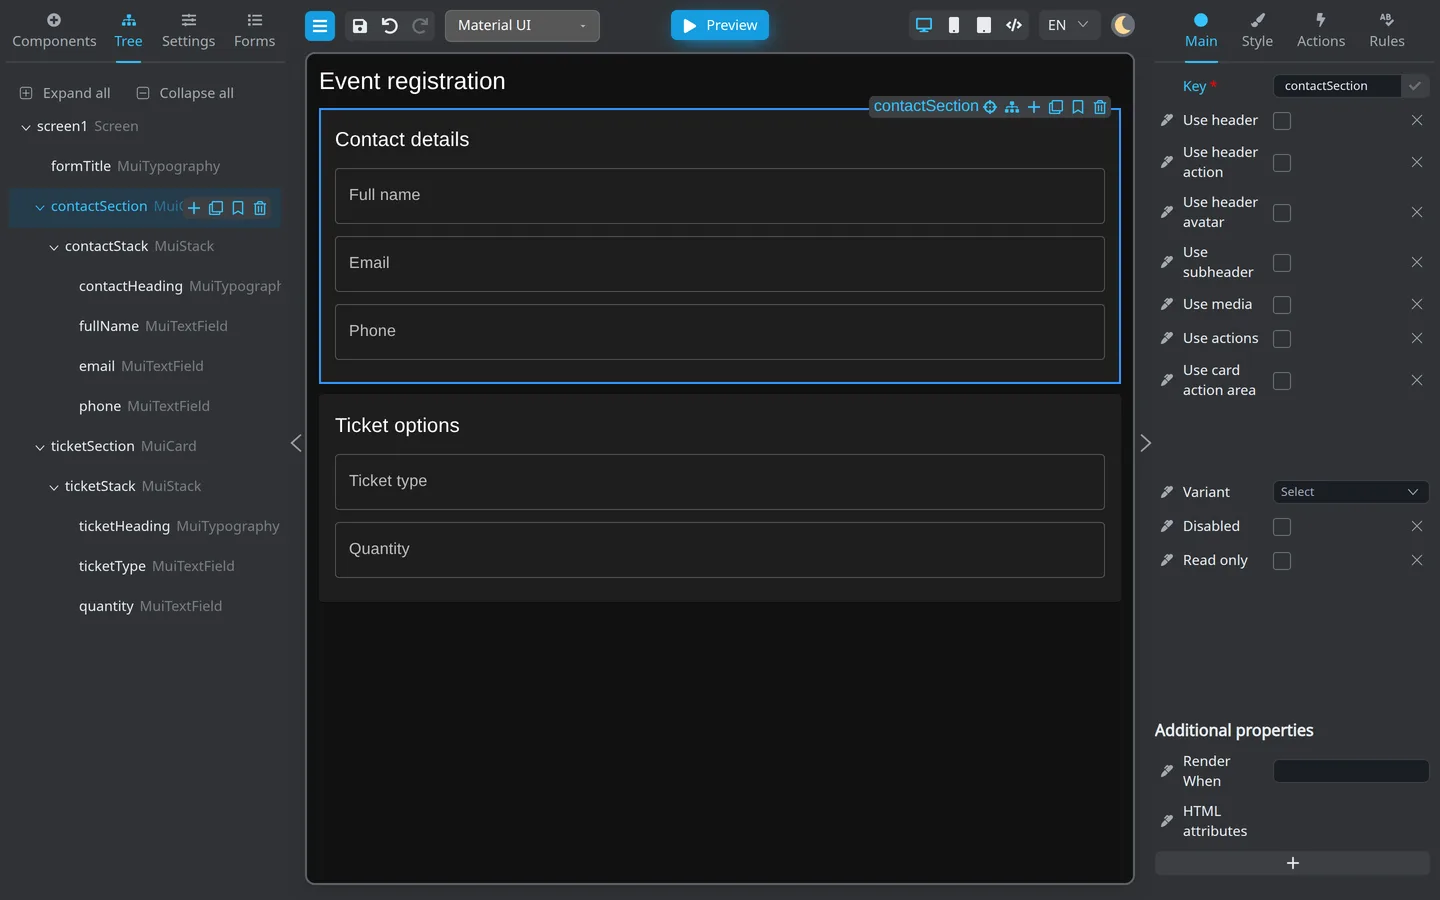 Components
Tree
Settings
Forms
Material UI
Preview
EN
Main
Style
Actions
Rules
Expand all
Collapse all
screen1 Screen
formTitle MuiTypography
contactSection
contactStack MuiStack
contactHeading
fullName MuiTextField
email MuiTextField
phone MuiTextField
ticketSection MuiCard
ticketStack MuiStack
ticketHeading MuiTypography
ticketType MuiTextField
quantity MuiTextField
Event registration
contactSection
Contact details
Full name
Email
Phone
Ticket options
Ticket type
Quantity
Key * contactSection
Use header
Use header
action
Use header
avatar
Use
subheader
Use media
Use actions
Use card
action area
Variant Select
Disabled
Read only
Additional properties
Render
When
HTML
attributes